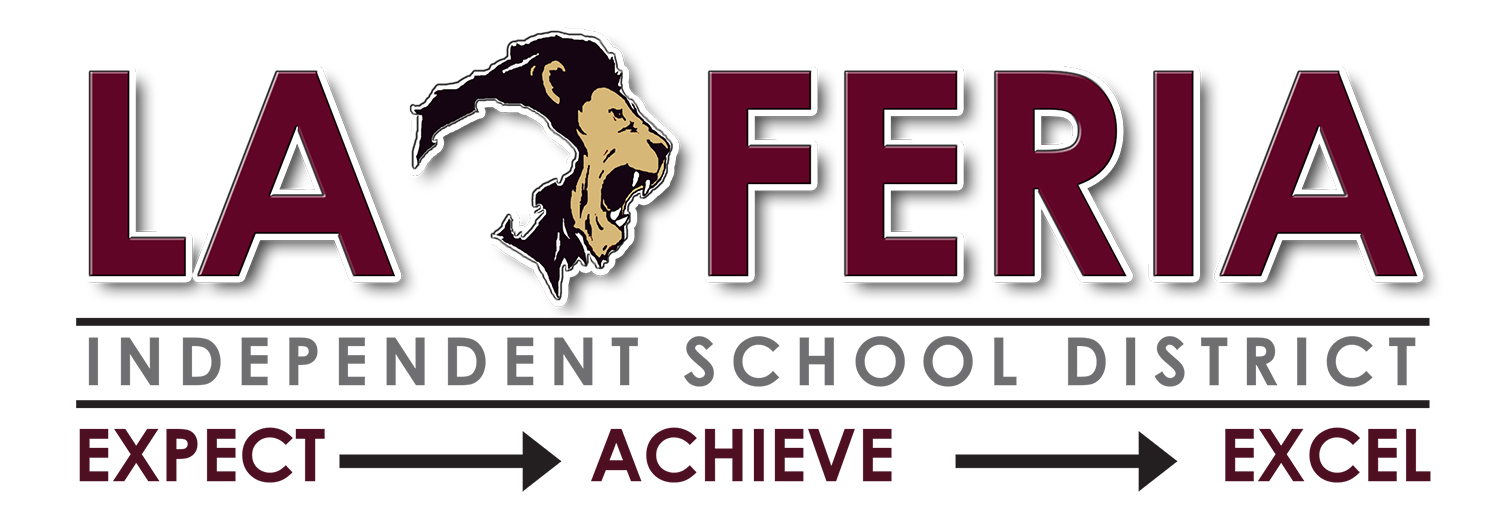 LA FERIA
INDEPENDENT SCHOOL DISTRICT
EXPECT ACHIEVE EXCEL